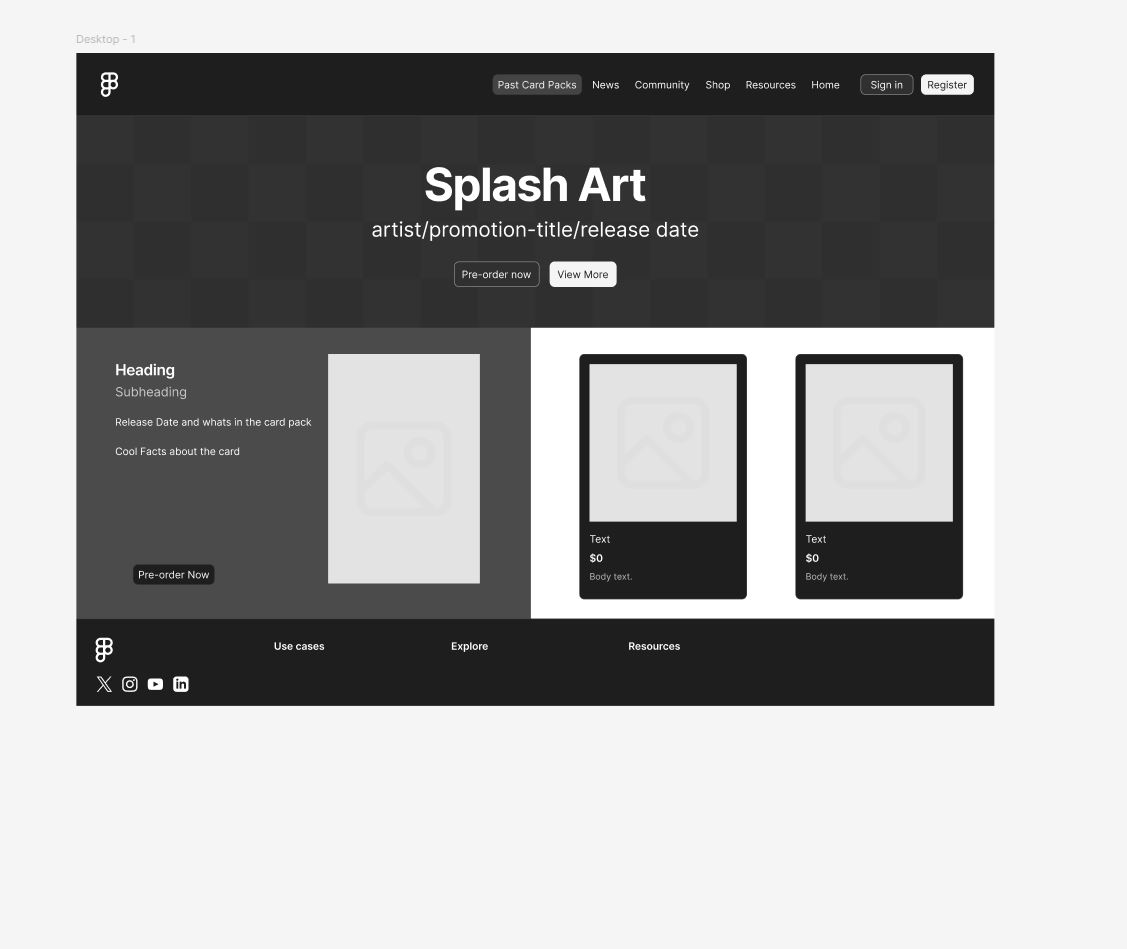 Desktop - 1
Past Card Packs News Community Shop Resources Home Sign in Register
Splash Art
artist/promotion-title/release date
Pre-order now View More
Heading
Subheading
Release Date and whats in the card pack
Cool Facts about the card
Pre-order Now
Text
$0
Body text.
Text
$0
Body text.
Use cases Explore Resources
in